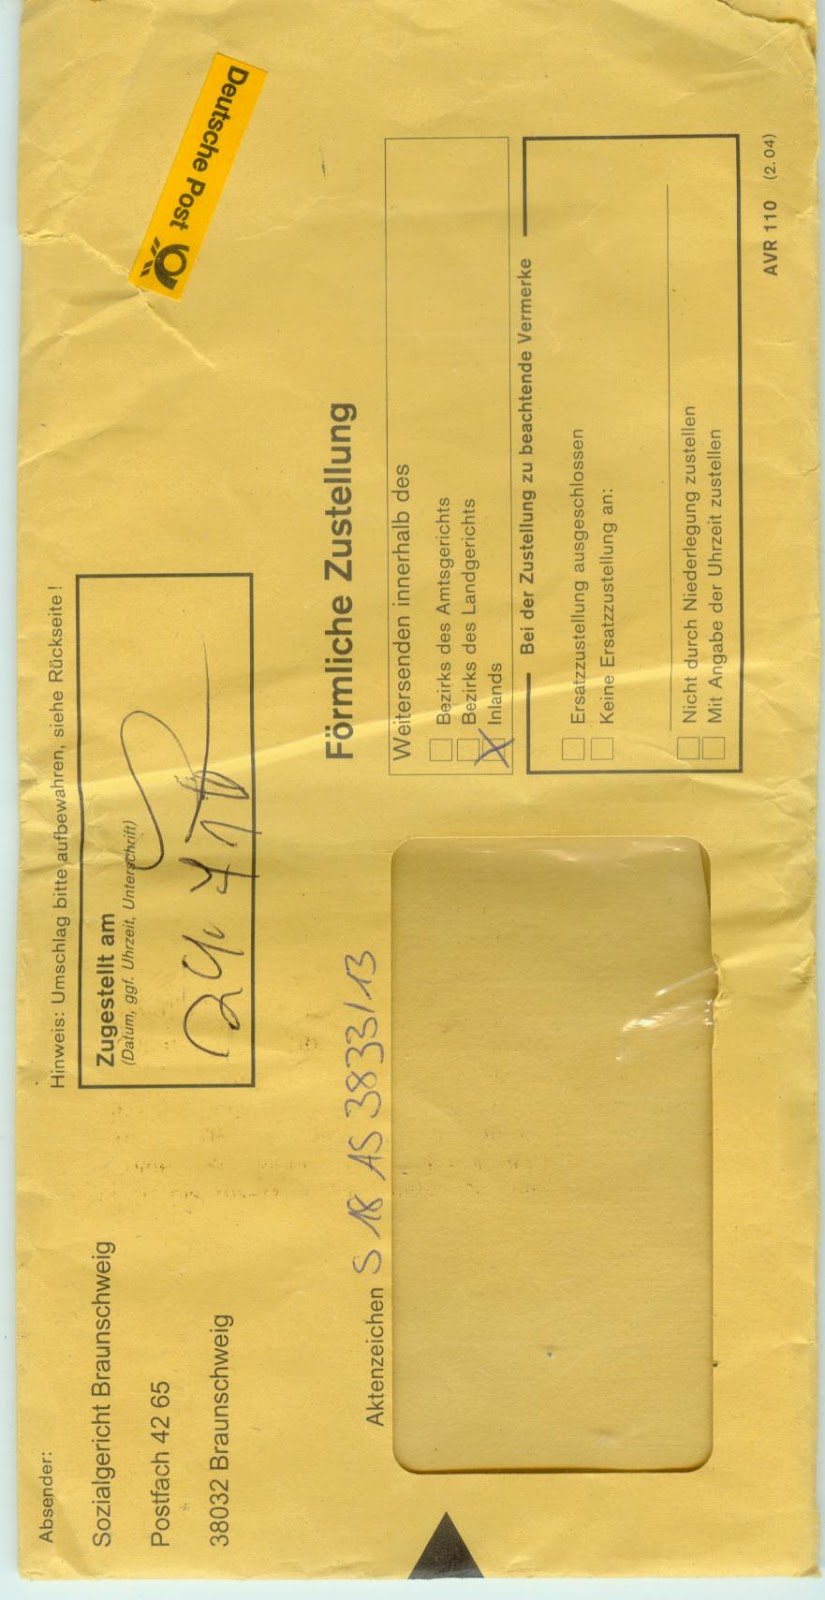 Absender:
Sozialgericht Braunschweig
Postfach 42 65
38032 Braunschweig
Hinweis: Umschlag bitte aufbewahren, siehe Rückseite !
Zugestellt am
(Datum, ggf. Uhrzeit, Unterschrift)
Deutsche Post
Förmliche Zustellung
Aktenzeichen S 18 AS 3833/13
Weitersenden innerhalb des
Bezirks des Amtsgerichts
Bezirks des Landgerichts
X Inlands
Bei der Zustellung zu beachtende Vermerke
Ersatzzustellung ausgeschlossen
Keine Ersatzzustellung an:
Nicht durch Niederlegung zustellen
Mit Angabe der Uhrzeit zustellen
AVR 110 (2.04)